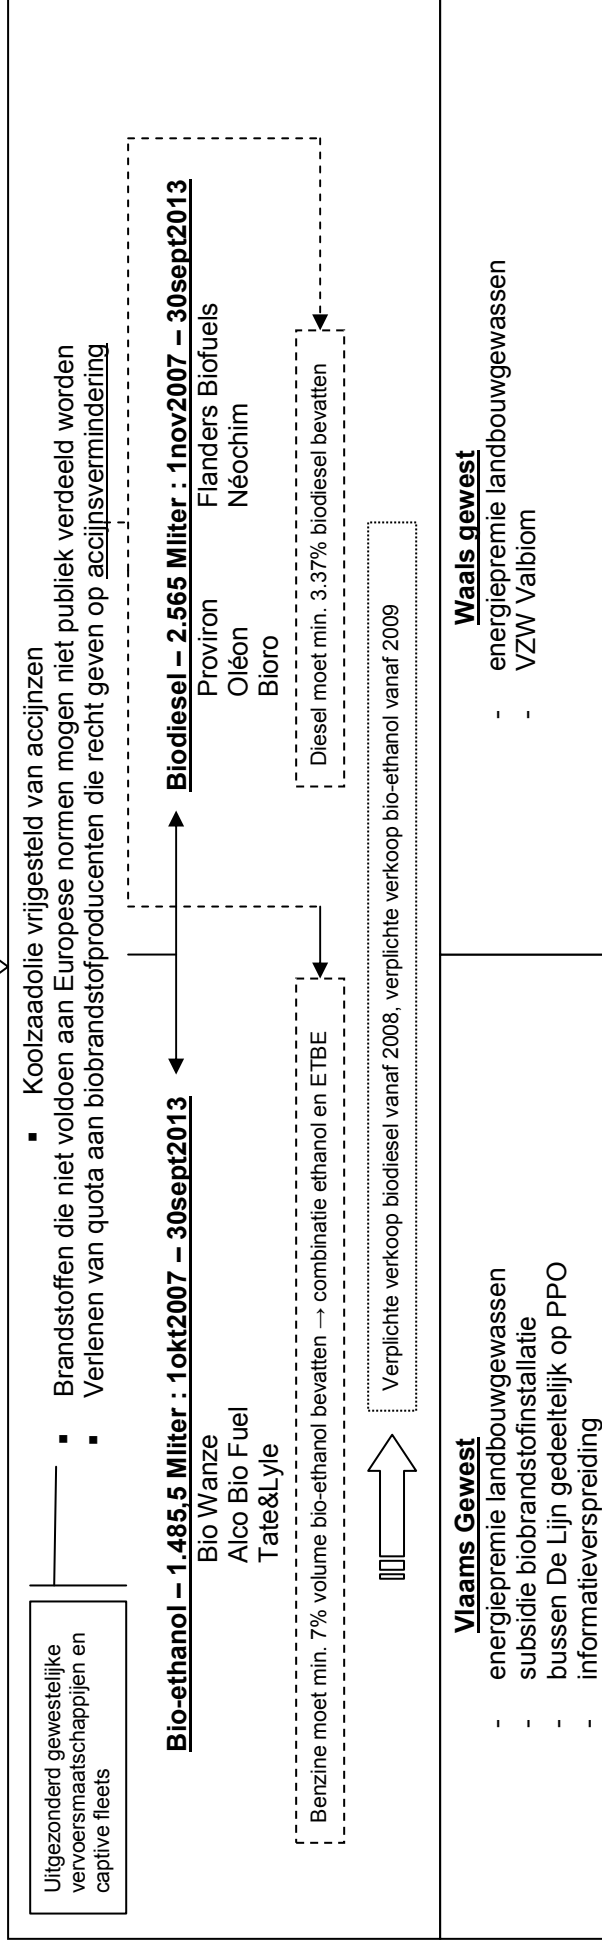 ▪ Koolzaadolie vrijgesteld van accijnzen
▪ Brandstoffen die niet voldoen aan Europese normen mogen niet publiek verdeeld worden
▪ Verlenen van quota aan biobrandstofproducenten die recht geven op accijnsvermindering
Uitgezonderd gewestelijke
vervoersmaatschappijen en
captive fleets
Bio-ethanol – 1.485,5 Mliter : 1okt2007 – 30sept2013
Bio Wanze
Alco Bio Fuel
Tate&Lyle
Biodiesel – 2.565 Mliter : 1nov2007 – 30sept2013
Proviron Flanders Biofuels
Oléon Néochim
Bioro
Benzine moet min. 7% volume bio-ethanol bevatten → combinatie ethanol en ETBE
Diesel moet min. 3.37% biodiesel bevatten
Verplichte verkoop biodiesel vanaf 2008, verplichte verkoop bio-ethanol vanaf 2009
Vlaams Gewest
- energiepremie landbouwgewassen
- subsidie biobrandstofinstallatie
- bussen De Lijn gedeeltelijk op PPO
- informatieverspreiding
Waals gewest
- energiepremie landbouwgewassen
- VZW Valbiom